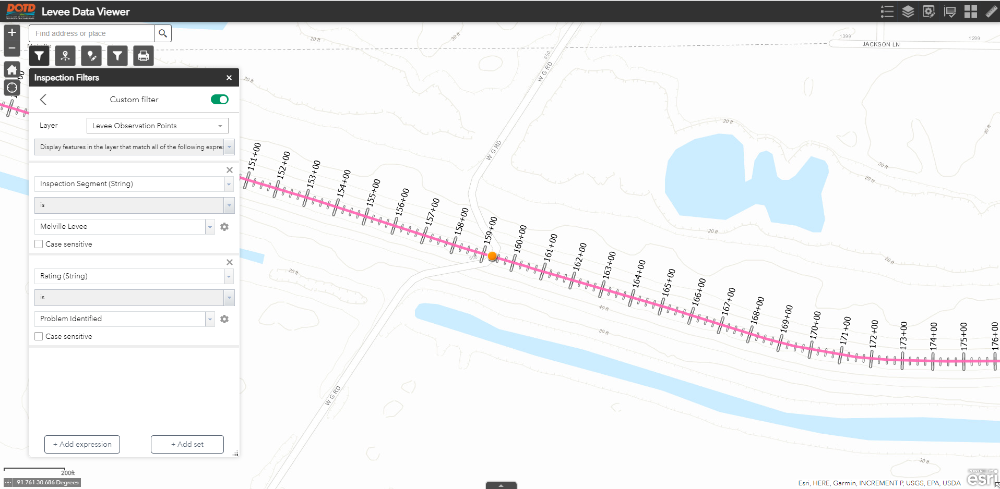 DOTD
Levee Data Viewer
Find address or place
Melville
Inspection Filters
Custom filter
Layer
Levee Observation Points
Display features in the layer that match all of the following expres
Inspection Segment (String)
is
Melville Levee
Case sensitive
Rating (String)
is
Problem Identified
Case sensitive
+ Add expression
+ Add set
20 ft
30 ft
600
W G RD
1399
1299
JACKSON LN
20 ft
W G RD
20 ft
30 ft
30 ft
20 ft
20 ft
20 ft
151+00
152+00
153+00
154+00
155+00
156+00
157+00
158+00
159+00
160+00
161+00
162+00
163+00
164+00
165+00
166+00
167+00
168+00
169+00
170+00
171+00
172+00
173+00
174+00
175+00
176+00
600
20 ft
40 ft
30 ft
W G RD
30 ft
200ft
-91.761 30.686 Degrees
Esri, HERE, Garmin, INCREMENT P, USGS, EPA, USDA
POWERED BY
esri